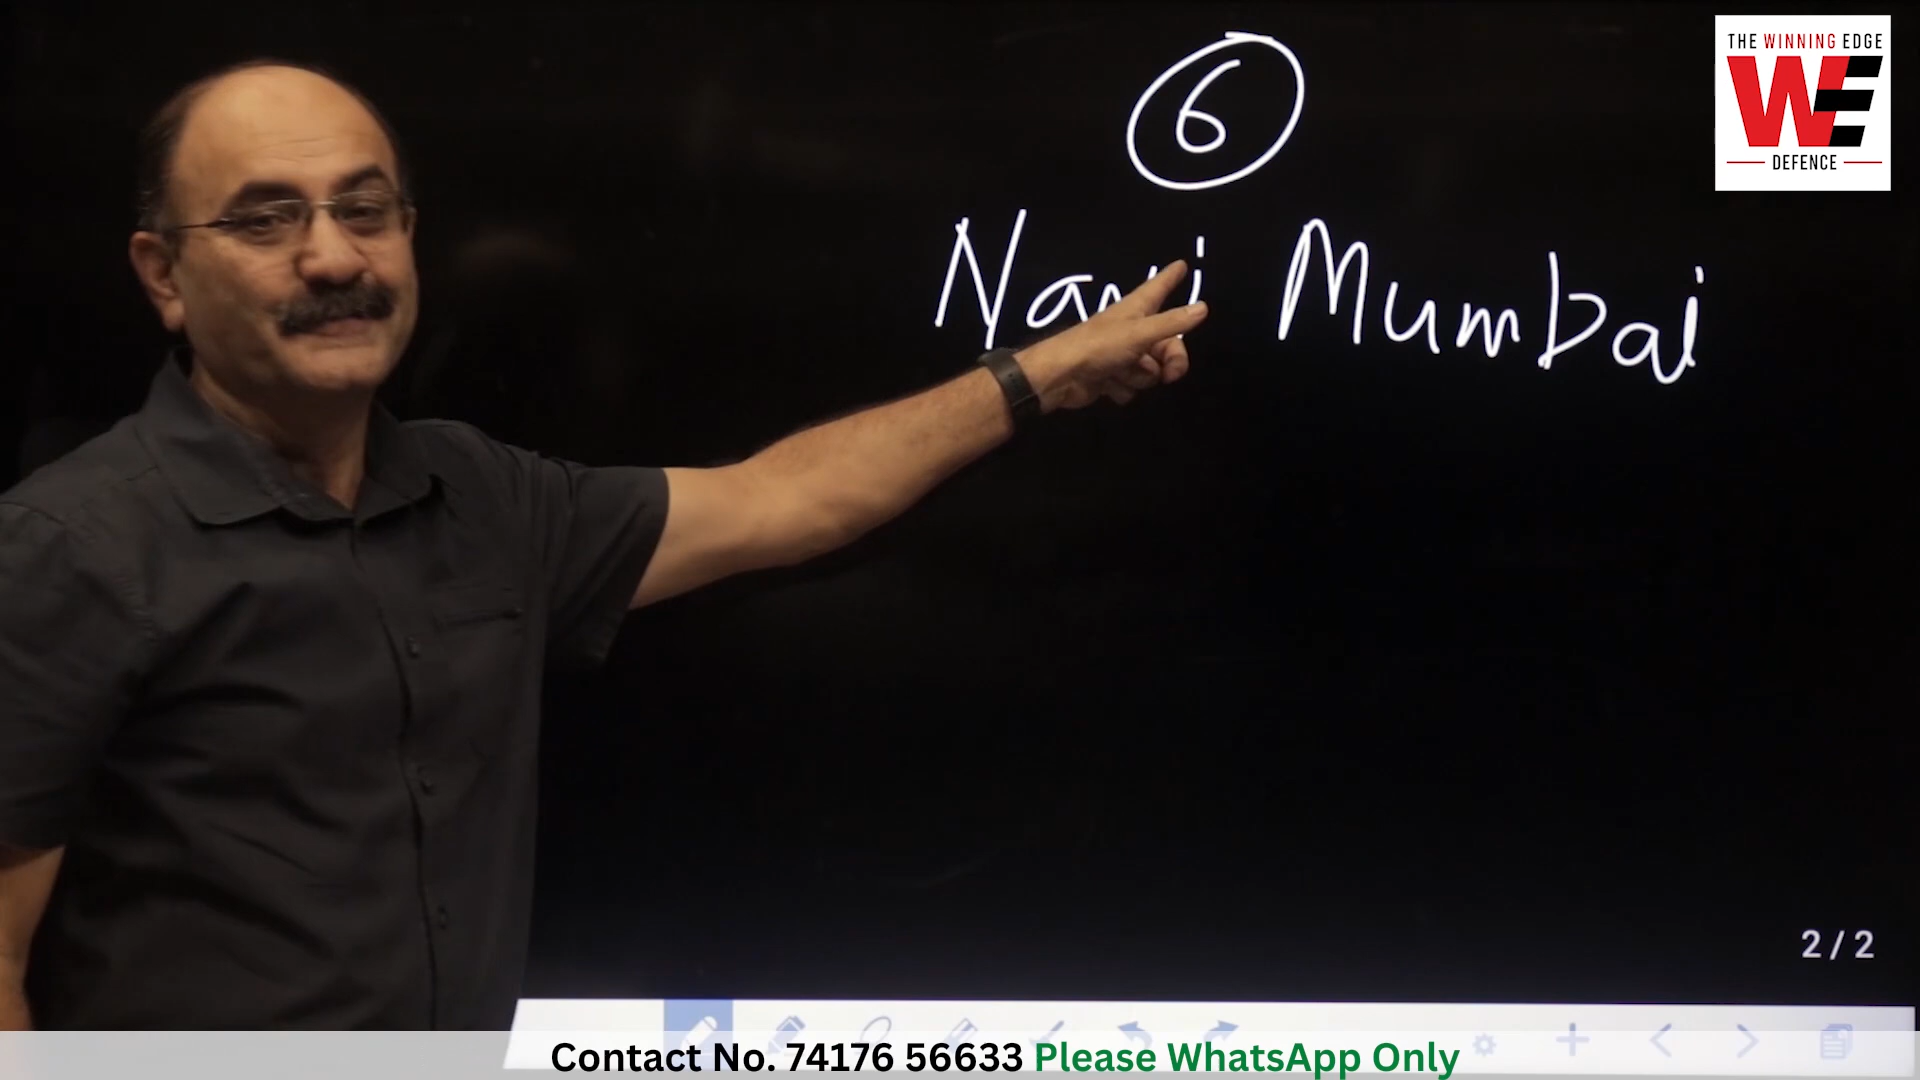 THE WINNING EDGE
WE
DEFENCE
6
Navi Mumbai
2 / 2
Contact No. 74176 56633 Please WhatsApp Only